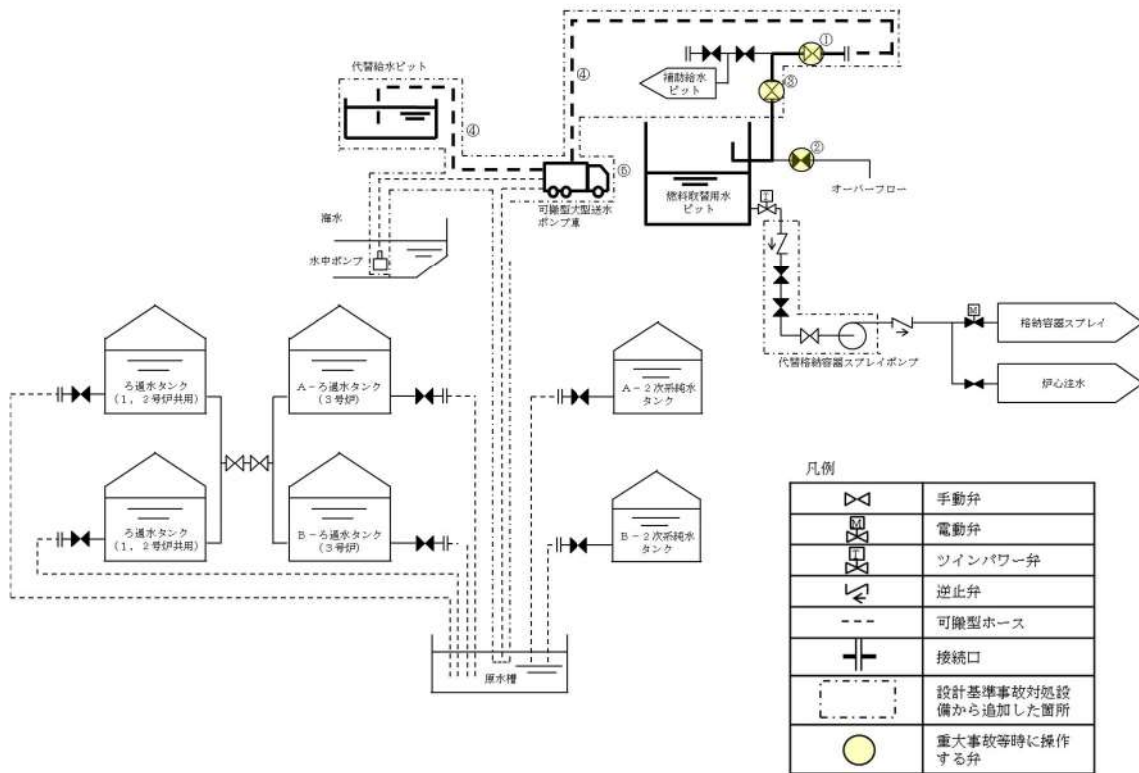 ①
代替給水ピット
④
補助給水
ピット
③
④
②
⑤
オーバーフロー
燃料取替用水
ピット
T
可搬型大型送水
ポンプ車
海水
水中ポンプ
M
格納容器スプレイ
代替格納容器スプレイポンプ
炉心注水
ろ過水タンク
(1,2号炉共用)
A-ろ過水タンク
(3号炉)
A-2次系純水
タンク
ろ過水タンク
(1,2号炉共用)
B-ろ過水タンク
(3号炉)
B-2次系純水
タンク
原水槽
凡例
手動弁
M
電動弁
T
ツインパワー弁
逆止弁
可搬型ホース
接続口
設計基準事故対処設
備から追加した箇所
重大事故等時に操作
する弁